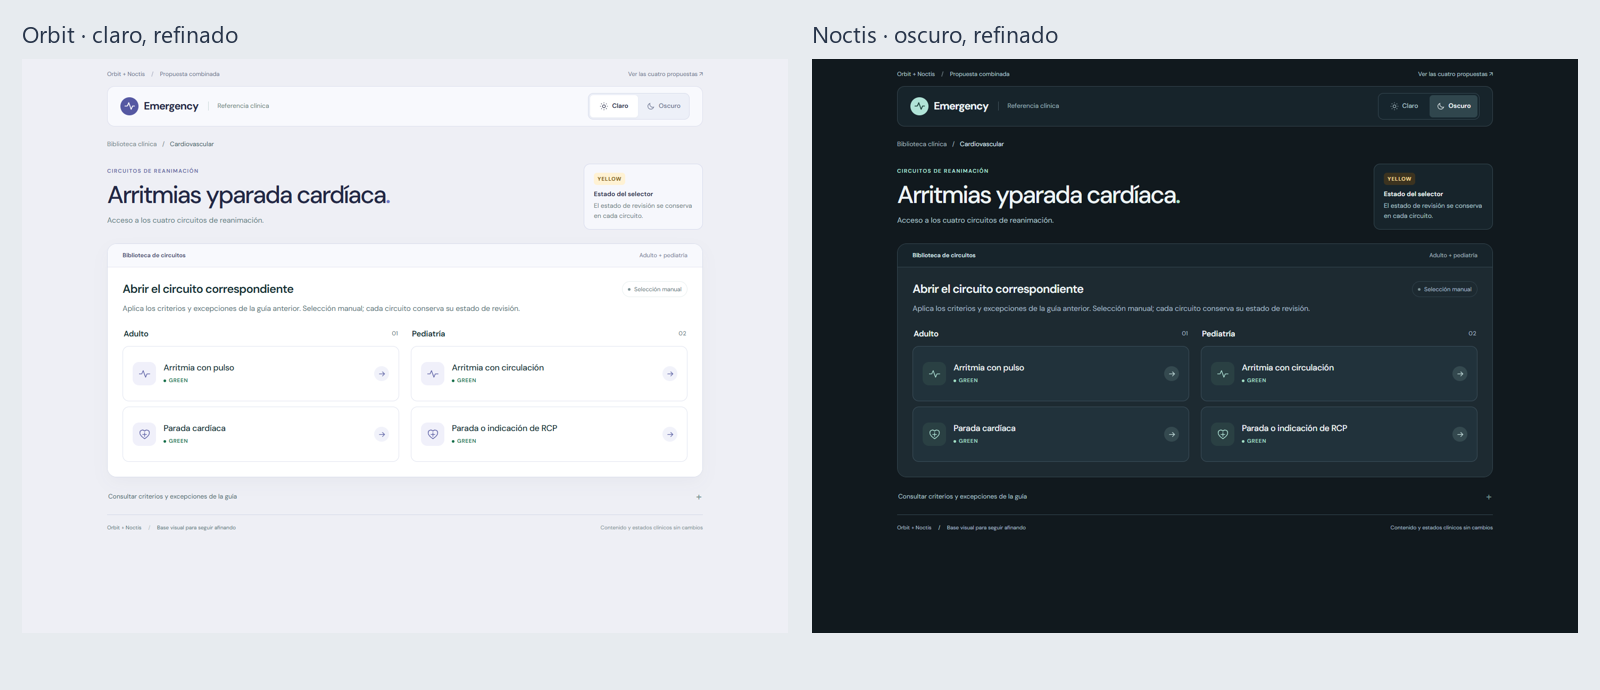 Orbit · claro, refinado
Orbit + Noctis / Propuesta combinada
Ver las cuatro propuestas ↗
Emergency
Referencia clínica
Claro
Oscuro
Biblioteca clínica / Cardiovascular
CIRCUITOS DE REANIMACIÓN
Arritmias yparada cardíaca.
Acceso a los cuatro circuitos de reanimación.
YELLOW
Estado del selector
El estado de revisión se conserva
en cada circuito.
Biblioteca de circuitos
Adulto + pediatría
Abrir el circuito correspondiente
Selección manual
Aplica los criterios y excepciones de la guía anterior. Selección manual; cada circuito conserva su estado de revisión.
Adulto
01
Pediatría
02
Arritmia con pulso
GREEN
Arritmia con circulación
GREEN
Parada cardíaca
GREEN
Parada o indicación de RCP
GREEN
Consultar criterios y excepciones de la guía
+
Orbit + Noctis / Base visual para seguir afinando
Contenido y estados clínicos sin cambios
Noctis · oscuro, refinado
Orbit + Noctis / Propuesta combinada
Ver las cuatro propuestas ↗
Emergency
Referencia clínica
Claro
Oscuro
Biblioteca clínica / Cardiovascular
CIRCUITOS DE REANIMACIÓN
Arritmias yparada cardíaca.
Acceso a los cuatro circuitos de reanimación.
YELLOW
Estado del selector
El estado de revisión se conserva
en cada circuito.
Biblioteca de circuitos
Adulto + pediatría
Abrir el circuito correspondiente
Selección manual
Aplica los criterios y excepciones de la guía anterior. Selección manual; cada circuito conserva su estado de revisión.
Adulto
01
Pediatría
02
Arritmia con pulso
GREEN
Arritmia con circulación
GREEN
Parada cardíaca
GREEN
Parada o indicación de RCP
GREEN
Consultar criterios y excepciones de la guía
+
Orbit + Noctis / Base visual para seguir afinando
Contenido y estados clínicos sin cambios